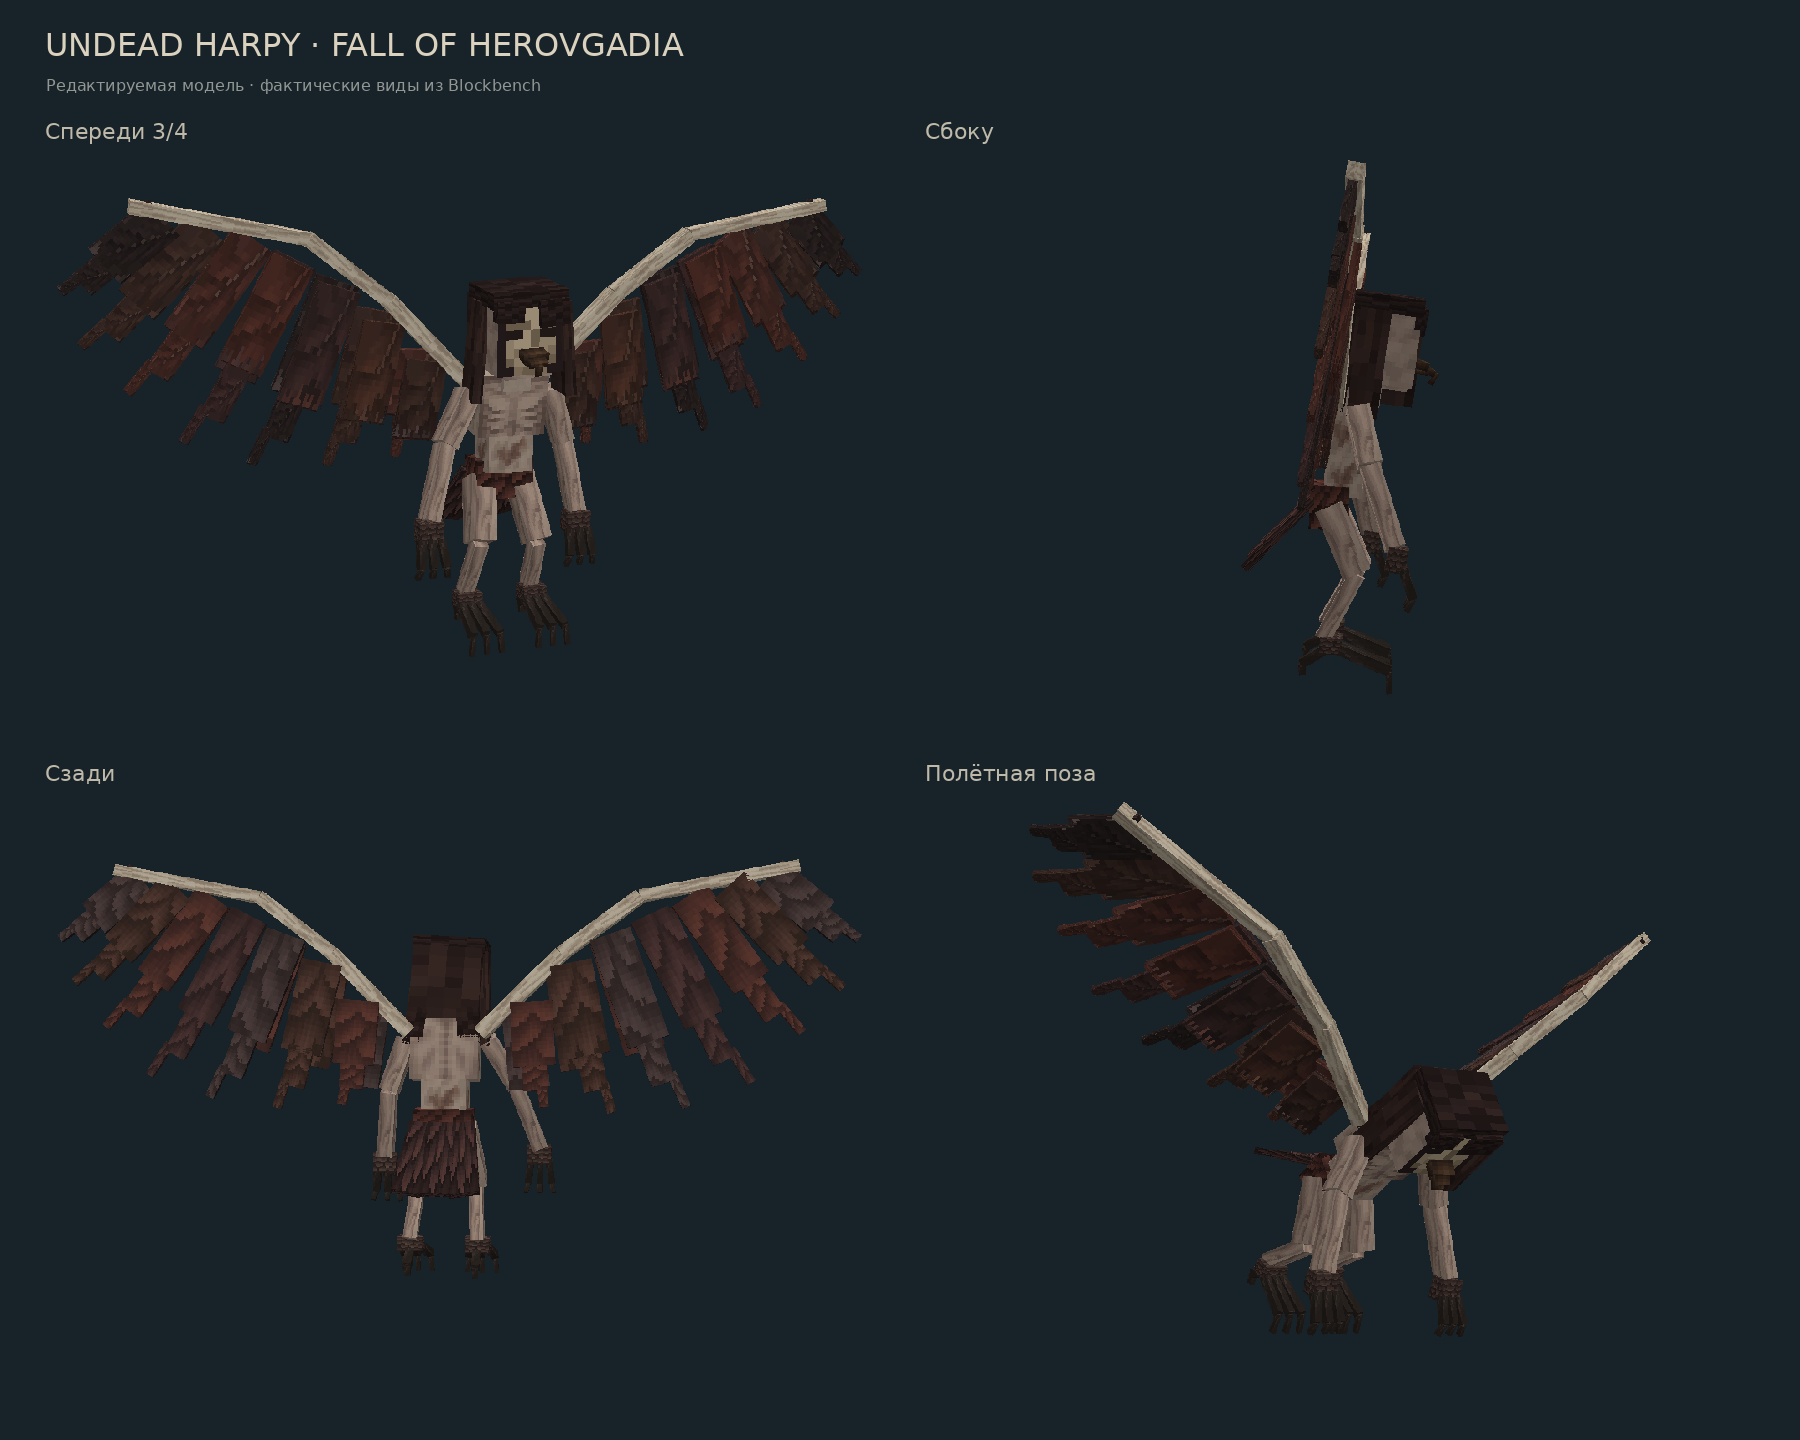 UNDEAD HARPY · FALL OF HEROVGADIA
Редактируемая модель · фактические виды из Blockbench
Спереди 3/4
Сбоку
Сзади
Полётная поза